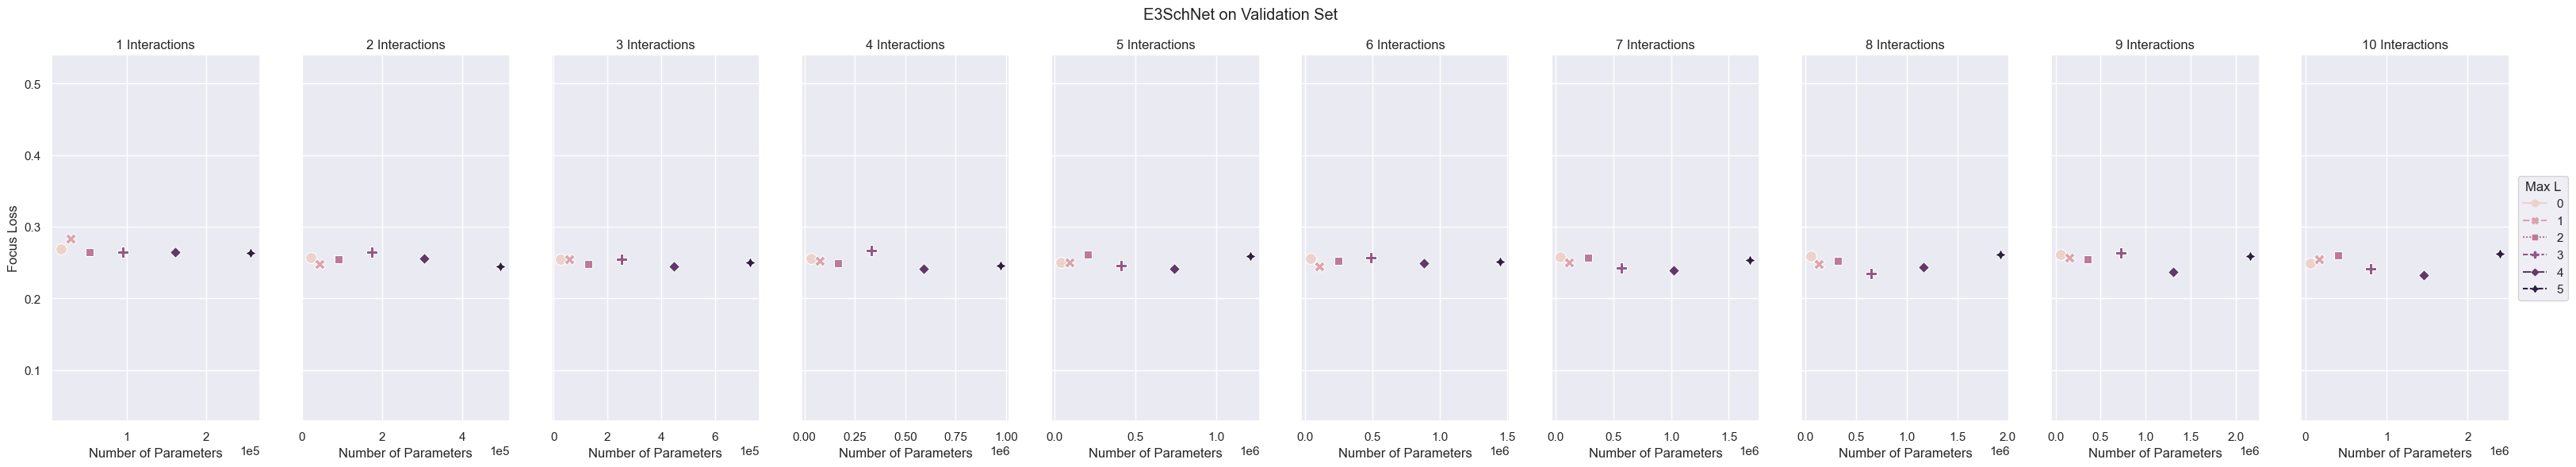 E3SchNet on Validation Set
1 Interactions
2 Interactions
3 Interactions
4 Interactions
5 Interactions
6 Interactions
7 Interactions
8 Interactions
9 Interactions
10 Interactions
Focus Loss
0.5
0.4
0.3
0.2
0.1
1 2
1e5
Number of Parameters
0 2 4
1e5
Number of Parameters
0 2 4 6
1e5
Number of Parameters
0.00 0.25 0.50 0.75 1.00
1e6
Number of Parameters
0.0 0.5 1.0
1e6
Number of Parameters
0.0 0.5 1.0 1.5
1e6
Number of Parameters
0.0 0.5 1.0 1.5
1e6
Number of Parameters
0.0 0.5 1.0 1.5 2.0
1e6
Number of Parameters
0.0 0.5 1.0 1.5 2.0
1e6
Number of Parameters
0 1 2
1e6
Number of Parameters
Max L
0
1
2
3
4
5